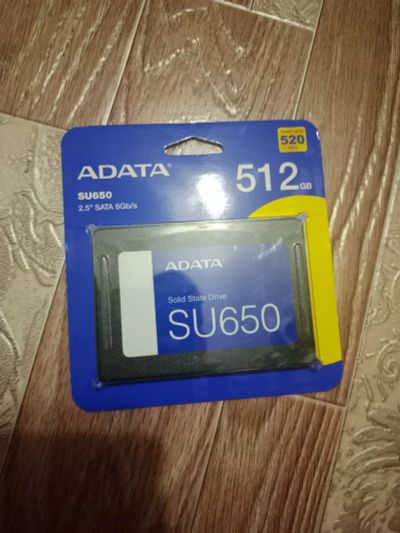 520
ADATA
512GB
SU650
2.5" SATA 6Gb/s
ADATA
Solid State Drive
SU650